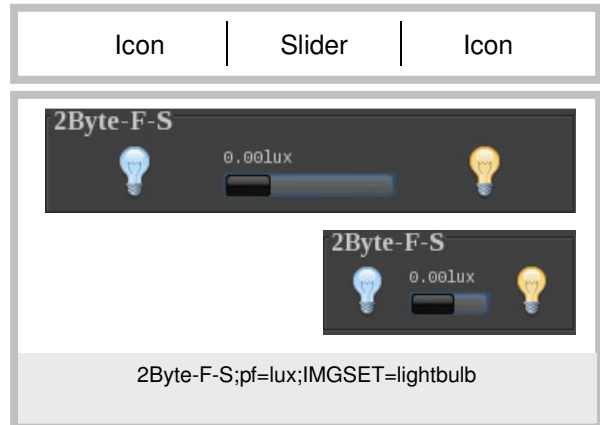 Icon Slider Icon
2Byte-F-S
0.00lux
2Byte-F-S
0.00lux
2Byte-F-S;pf=lux;IMGSET=lightbulb